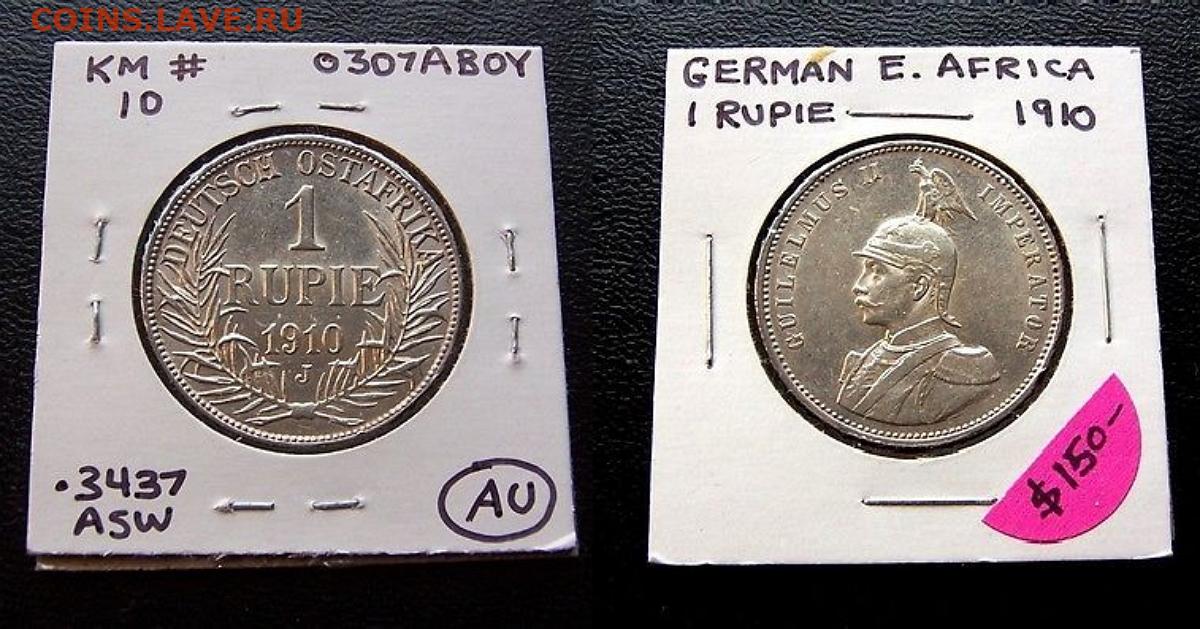 COINS.LAVE.RU
KM # 0307ABOY
10
DEUTSCH OSTAFRIKA
1
RUPIE
1910
J
.3437
ASW
AU
GERMAN E. AFRICA
1 RUPIE — 1910
GUILELMUS II IMPERATOR
$150-